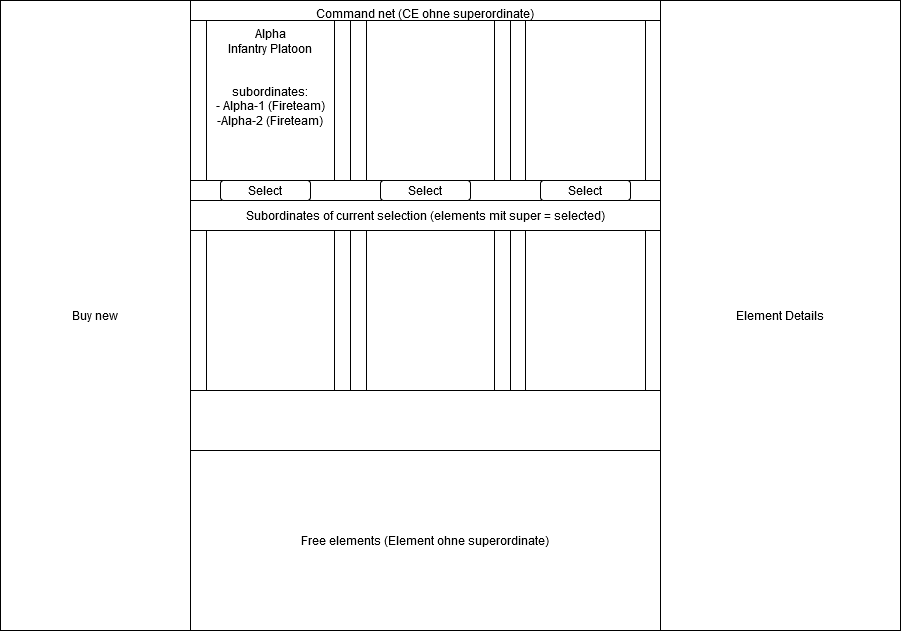 Command net (CE ohne superordinate)
Alpha
Infantry Platoon
subordinates:
- Alpha-1 (Fireteam)
-Alpha-2 (Fireteam)
Select
Select
Select
Subordinates of current selection (elements mit super = selected)
Buy new
Element Details
Free elements (Element ohne superordinate)